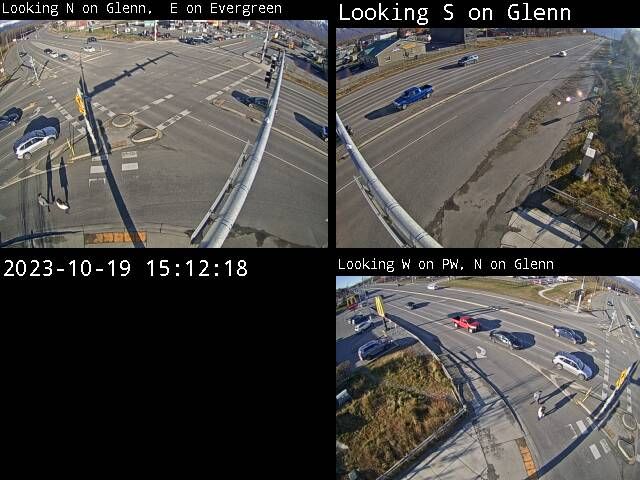 Looking N on Glenn,  E on Evergreen
Looking S on Glenn
2023-10-19 15:12:18
Looking W on PW, N on Glenn